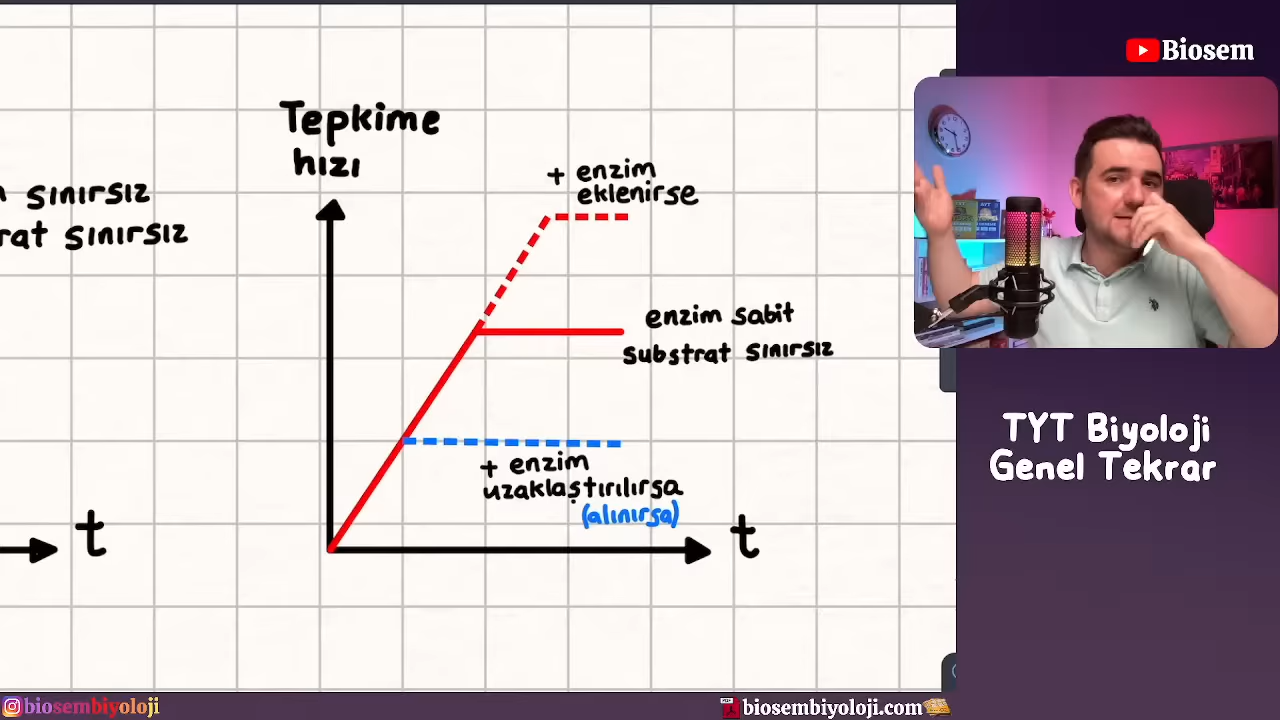 Biosem
Tepkime
hızı
+ enzim
eklenirse
sınırsız
rat sınırsız
enzim sabit
substrat sınırsız
+ enzim
uzaklaştırılırsa
(alınırsa)
t
t
TYT Biyoloji
Genel Tekrar
biosembiyoloji
biosembiyoloji.com